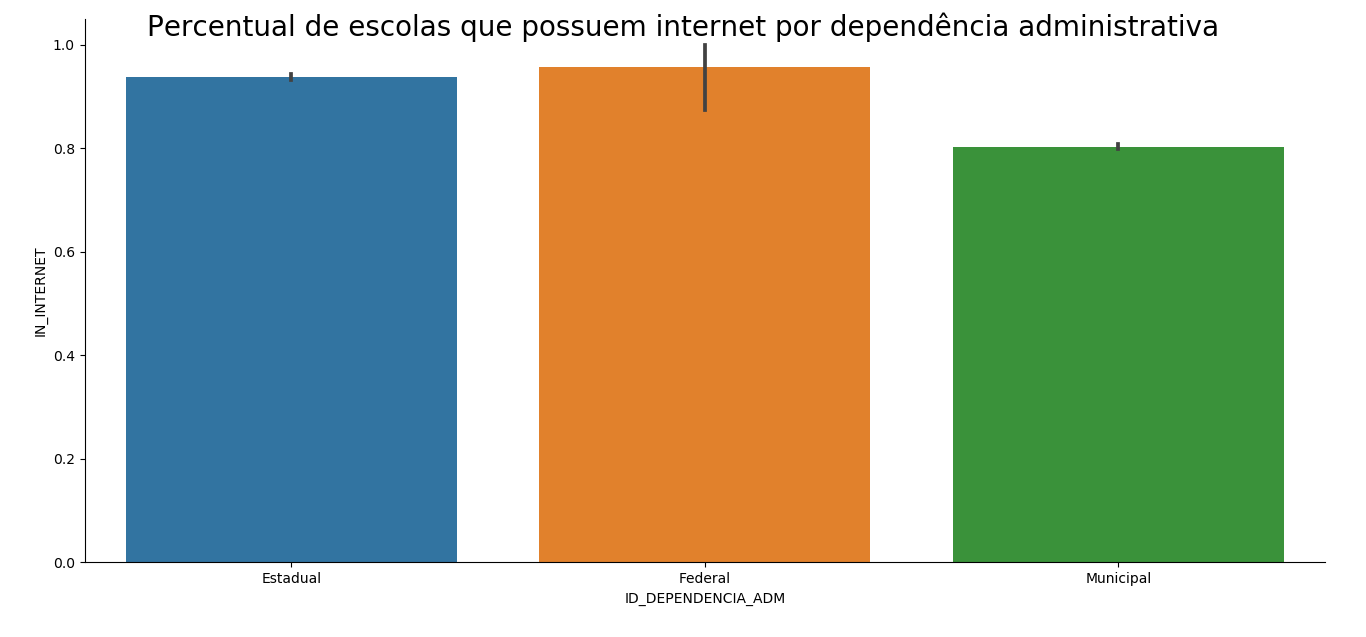 Percentual de escolas que possuem internet por dependência administrativa
1.0
0.8
0.6
0.4
0.2
0.0
IN_INTERNET
Estadual
Federal
Municipal
ID_DEPENDENCIA_ADM